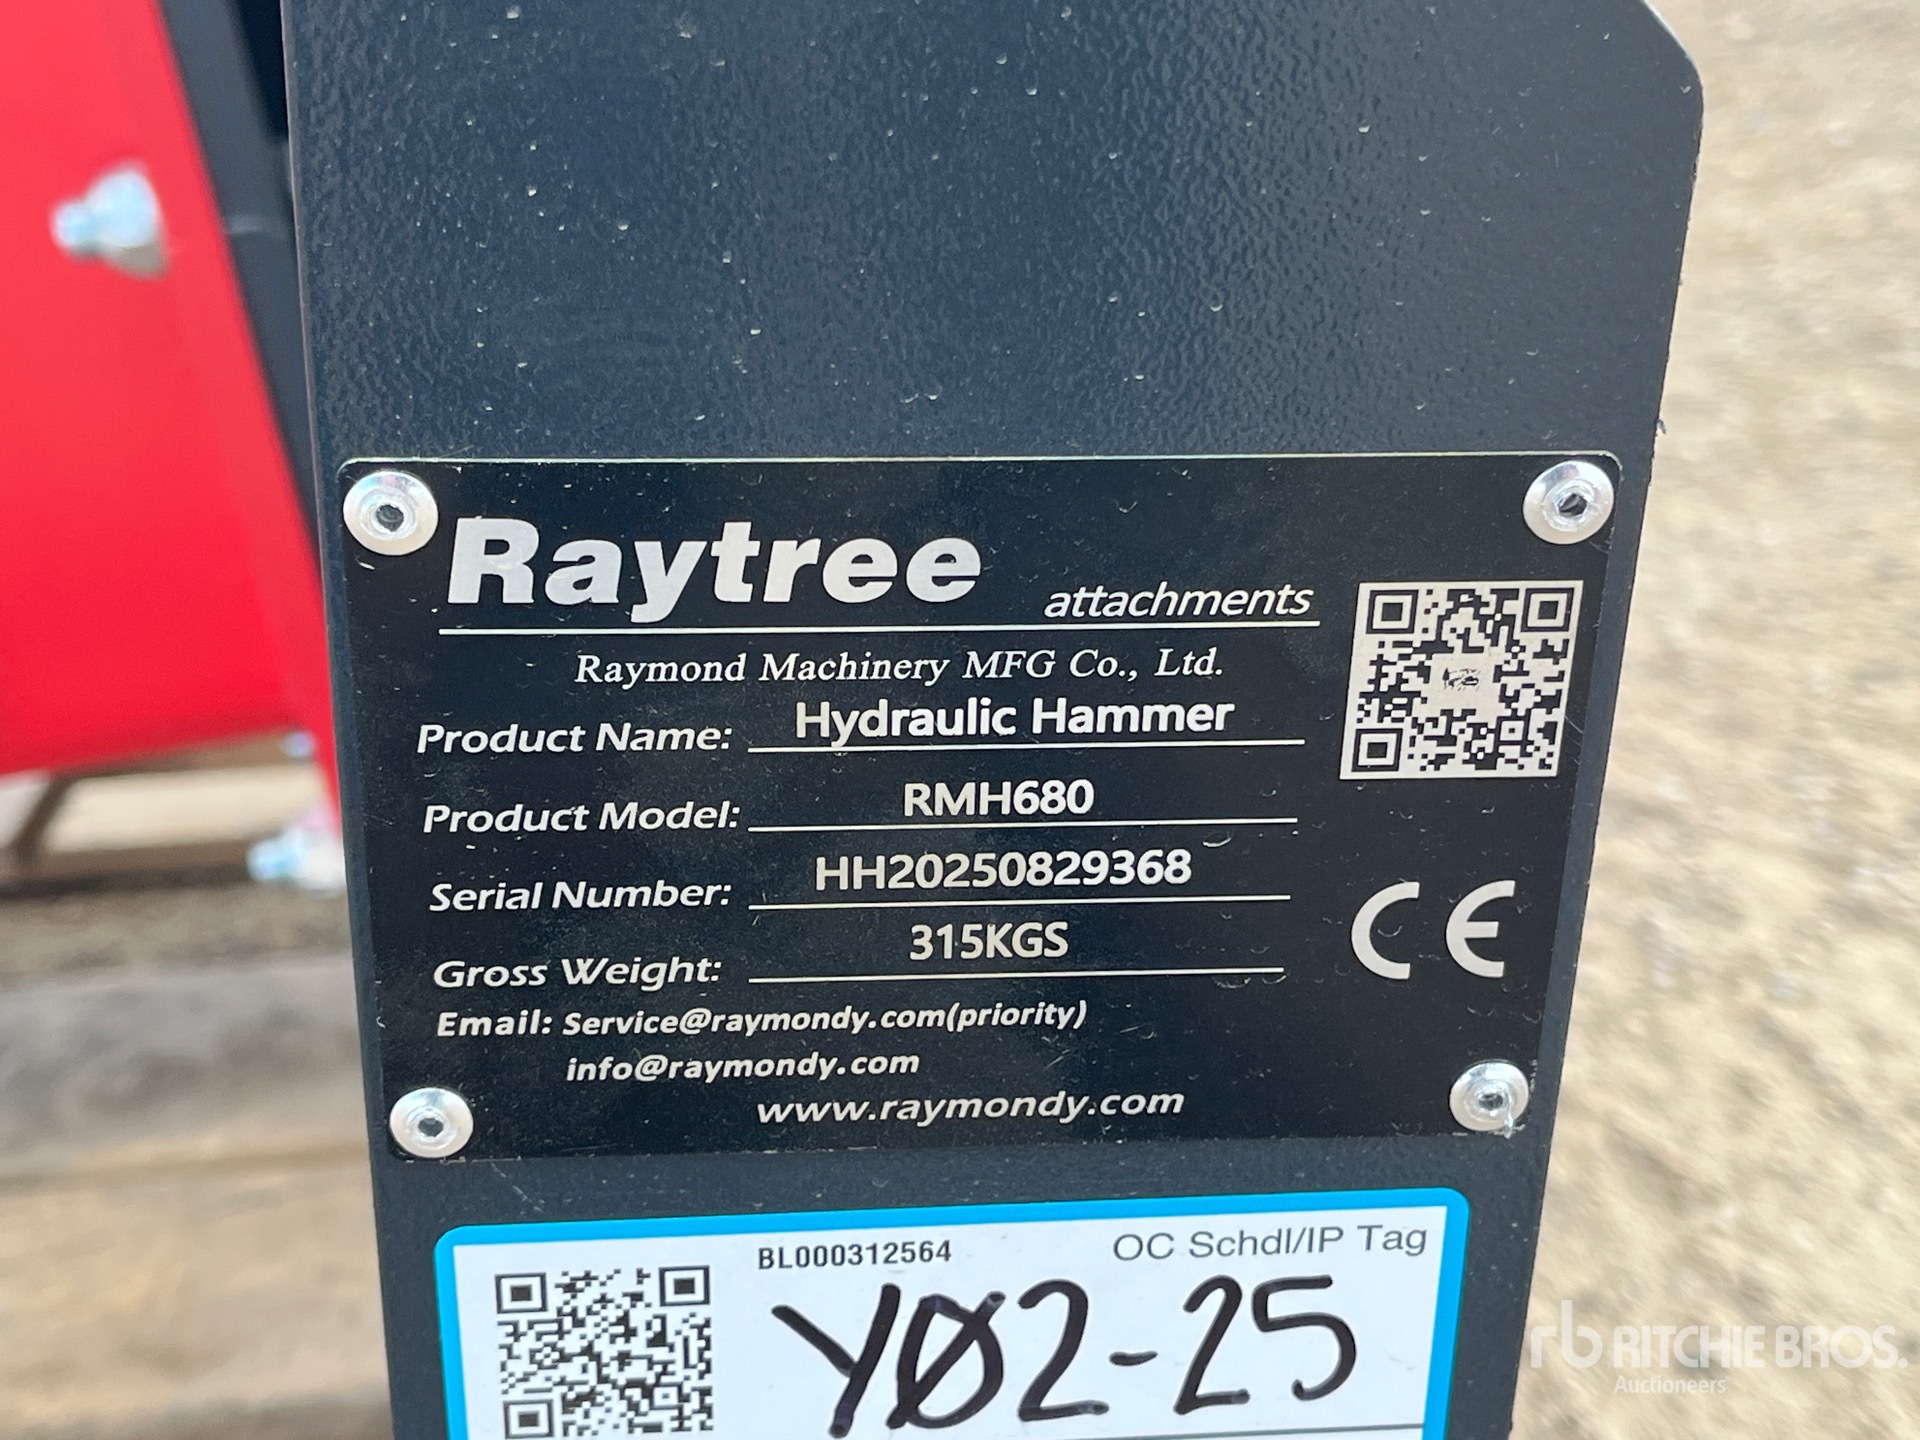 Raytree
attachments
Raymond Machinery MFG Co., Ltd.
Product Name: Hydraulic Hammer
Product Model: RMH680
Serial Number: HH20250829368
Gross Weight: 315KGS
CE
Email: Service@raymondy.com(priority)
info@raymondy.com
www.raymondy.com
BL000312564
OC Schdl/IP Tag
YØ2-25
rb RITCHIE BROS.
Auctioneers